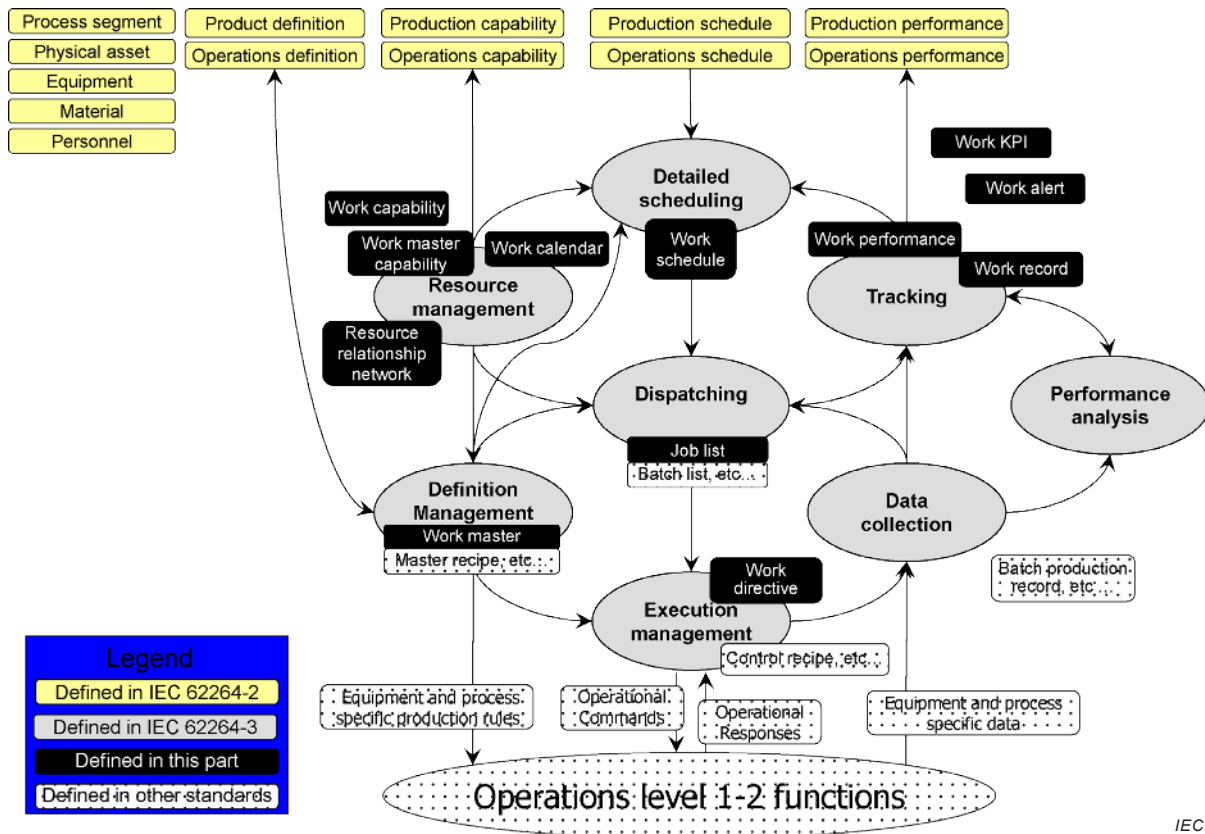 Process segment
Physical asset
Equipment
Material
Personnel
Product definition
Operations definition
Production capability
Operations capability
Production schedule
Operations schedule
Production performance
Operations performance
Work KPI
Work alert
Detailed
scheduling
Work capability
Work master
capability
Work calendar
Work
schedule
Work performance
Work record
Resource
management
Tracking
Resource
relationship
network
Dispatching
Performance
analysis
Job list
Batch list, etc...
Definition
Management
Work master
Master recipe, etc...
Data
collection
Work
directive
Batch production
record, etc ...
Execution
management
Control recipe, etc...
Legend
Defined in IEC 62264-2
Defined in IEC 62264-3
Defined in this part
Defined in other standards
Equipment and process
specific production rules
Operational
Commands
Operational
Responses
Equipment and process
specific data
Operations level 1-2 functions
IEC